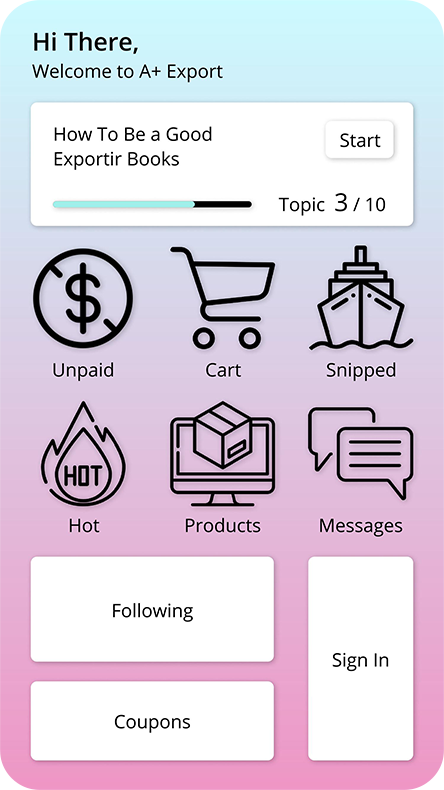 Hi There,
Welcome to A+ Export
How To Be a Good
Exportir Books
Start
Topic 3 / 10
Unpaid
Cart
Snipped
HOT
Hot
Products
Messages
Following
Sign In
Coupons